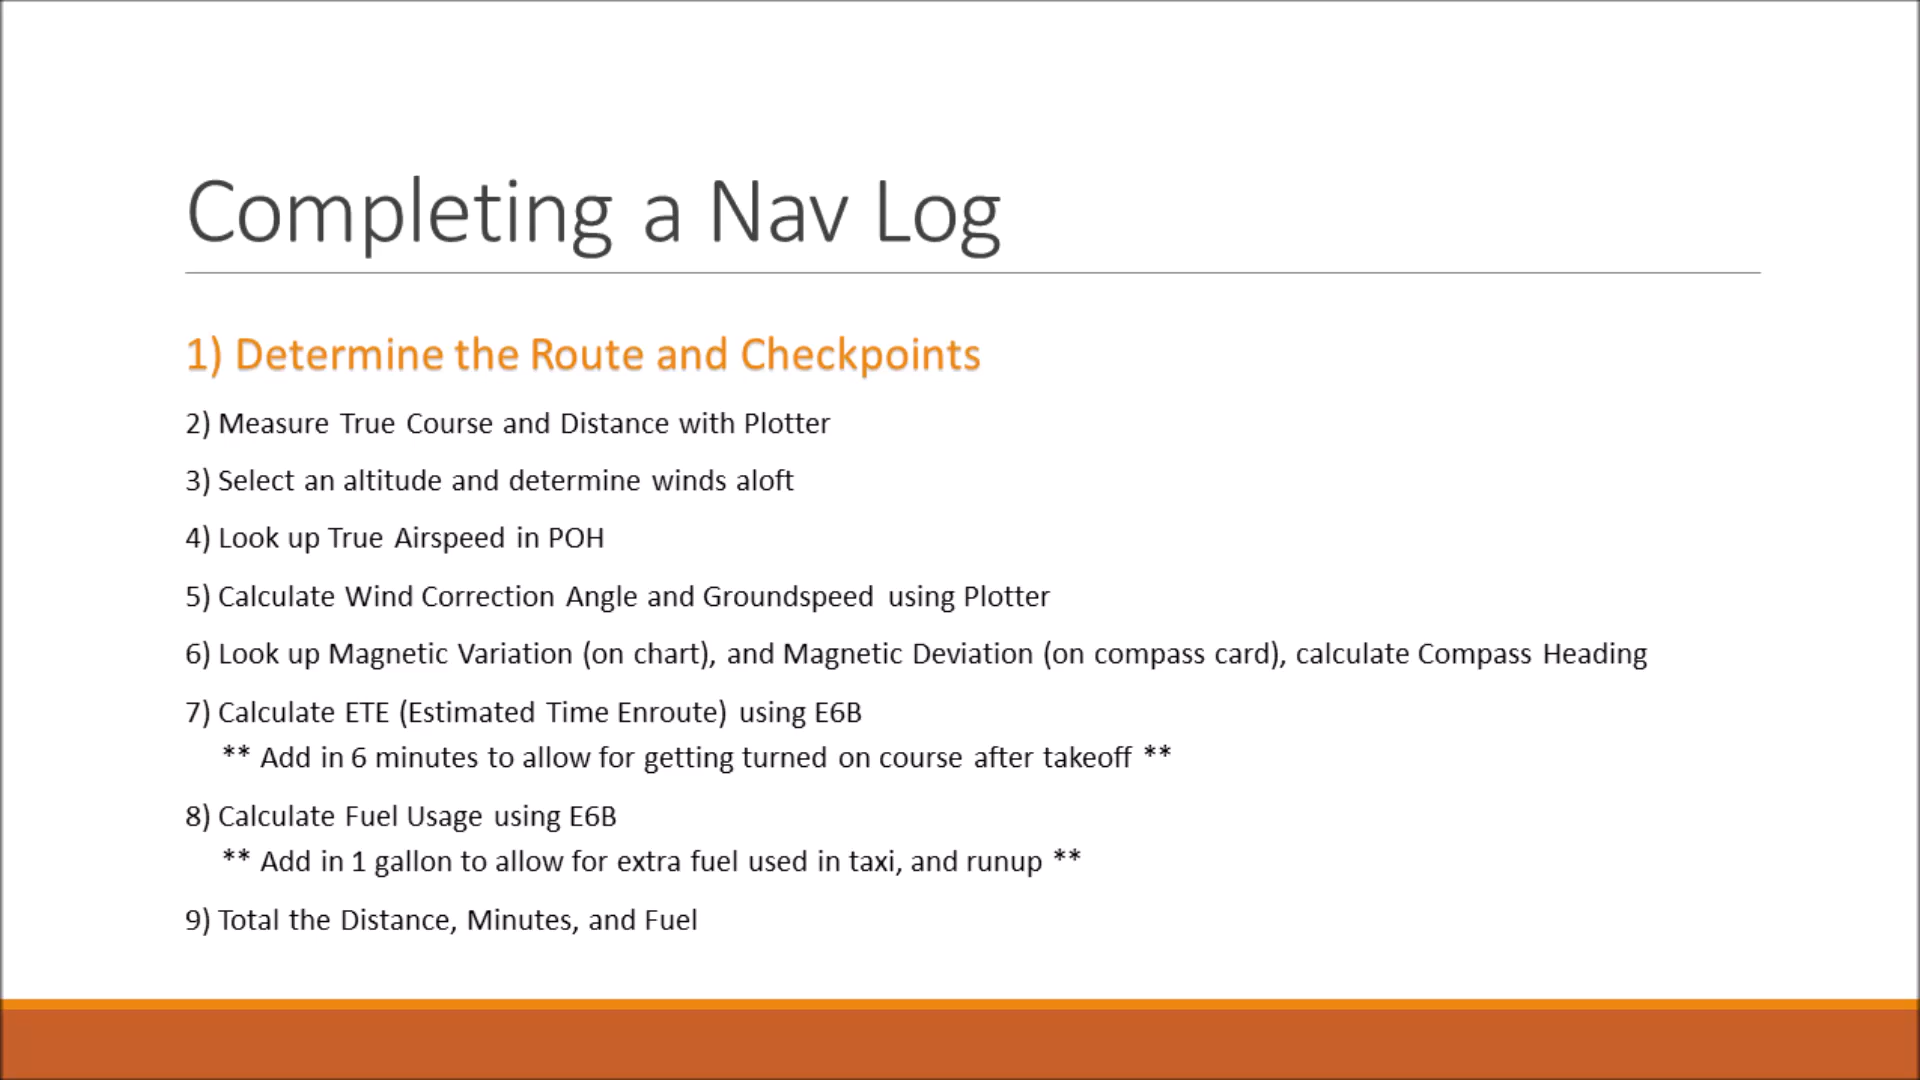 Completing a Nav Log
1) Determine the Route and Checkpoints
2) Measure True Course and Distance with Plotter
3) Select an altitude and determine winds aloft
4) Look up True Airspeed in POH
5) Calculate Wind Correction Angle and Groundspeed using Plotter
6) Look up Magnetic Variation (on chart), and Magnetic Deviation (on compass card), calculate Compass Heading
7) Calculate ETE (Estimated Time Enroute) using E6B
** Add in 6 minutes to allow for getting turned on course after takeoff **
8) Calculate Fuel Usage using E6B
** Add in 1 gallon to allow for extra fuel used in taxi, and runup **
9) Total the Distance, Minutes, and Fuel